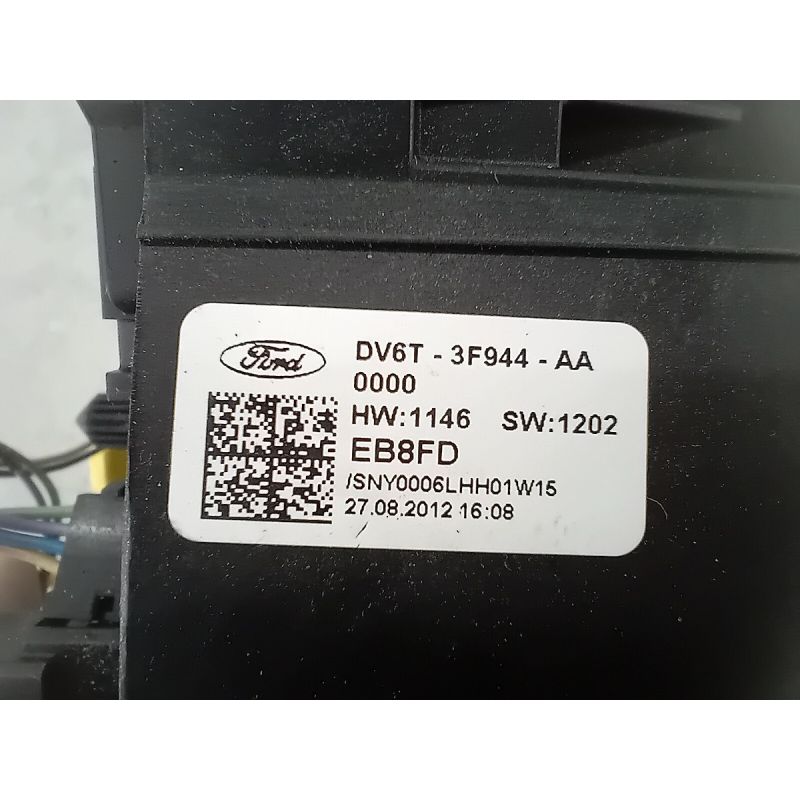 Ford
DV6T - 3F944 - AA
0000
HW:1146 SW:1202
EB8FD
/SNY0006LHH01W15
27.08.2012 16:08